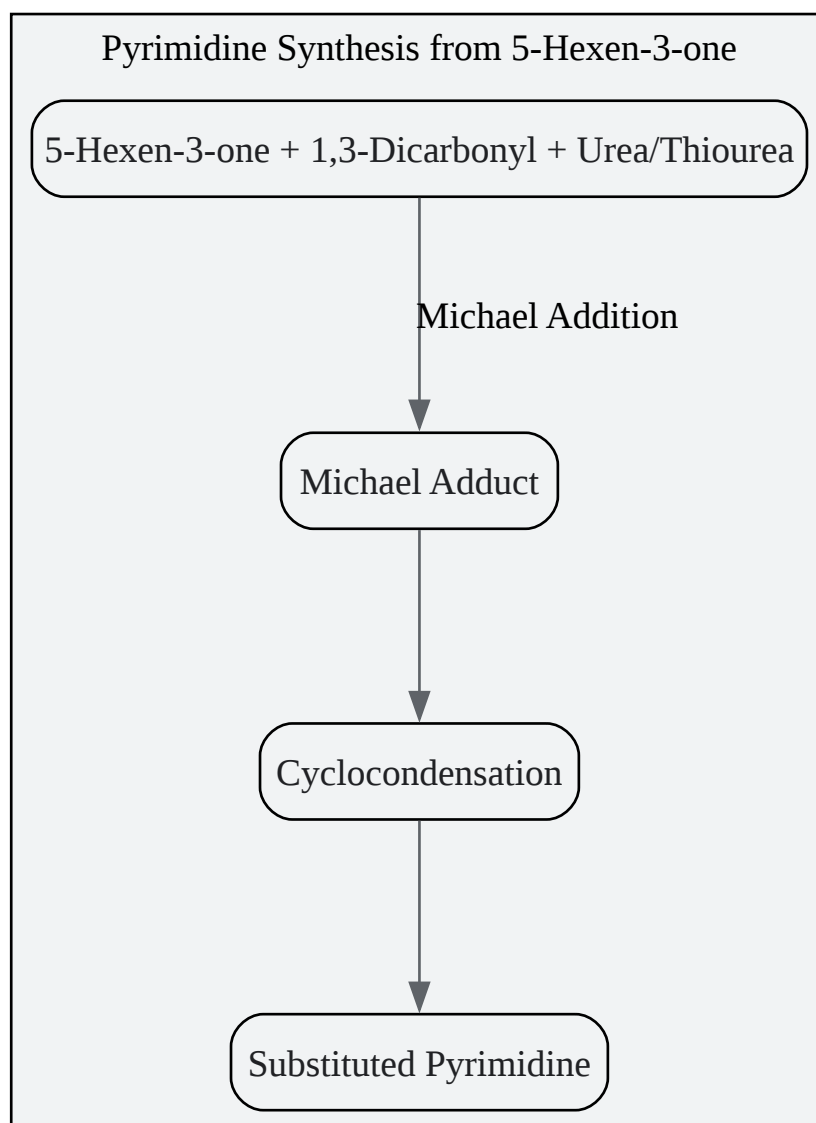 Pyrimidine Synthesis from 5-Hexen-3-one
5-Hexen-3-one + 1,3-Dicarbonyl + Urea/Thiourea
Michael Addition
Michael Adduct
Cyclocondensation
Substituted Pyrimidine